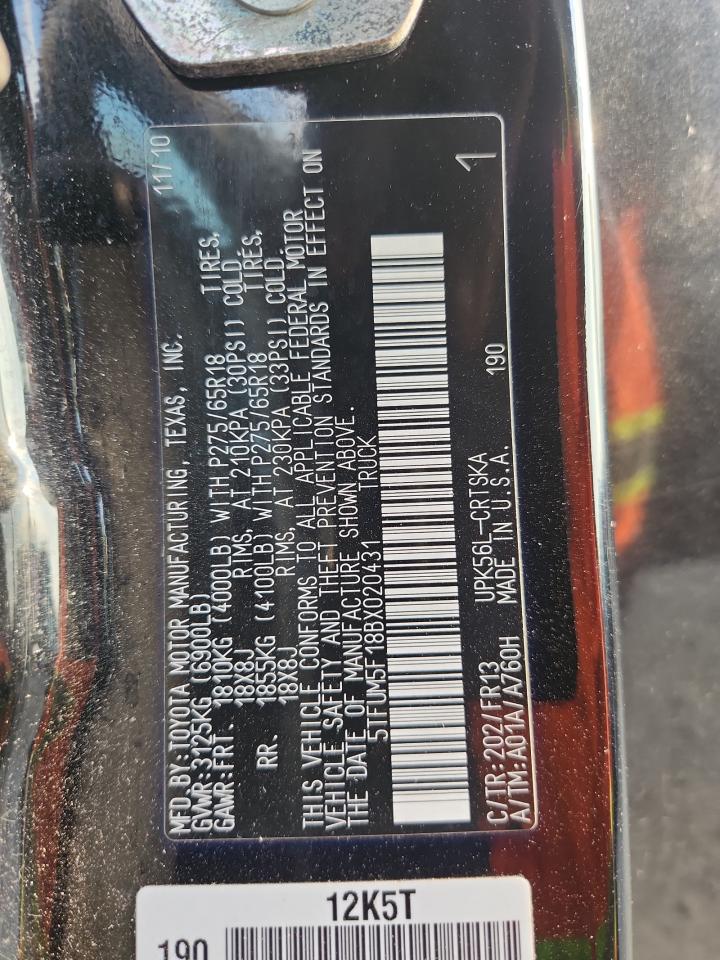 MFD.BY:TOYOTA MOTOR MANUFACTURING, TEXAS, INC. 11/10
GVWR:3125KG (6900LB)
GAWR:FRT. 1810KG (4000LB) WITH P275/65R18 TIRES,
18X8J RIMS, AT 210KPA (30PSI) COLD.
RR. 1855KG (4100LB) WITH P275/65R18 TIRES,
18X8J RIMS, AT 230KPA (33PSI) COLD.
THIS VEHICLE CONFORMS TO ALL APPLICABLE FEDERAL MOTOR
VEHICLE SAFETY AND THEFT PREVENTION STANDARDS IN EFFECT ON
THE DATE OF MANUFACTURE SHOWN ABOVE.
5TFUM5F18BX020431 TRUCK
1
C/TR:202/FR13 UPK56L-CRTSKA 190
A/TM:A01A/A760H MADE IN U.S.A.
12K5T
190